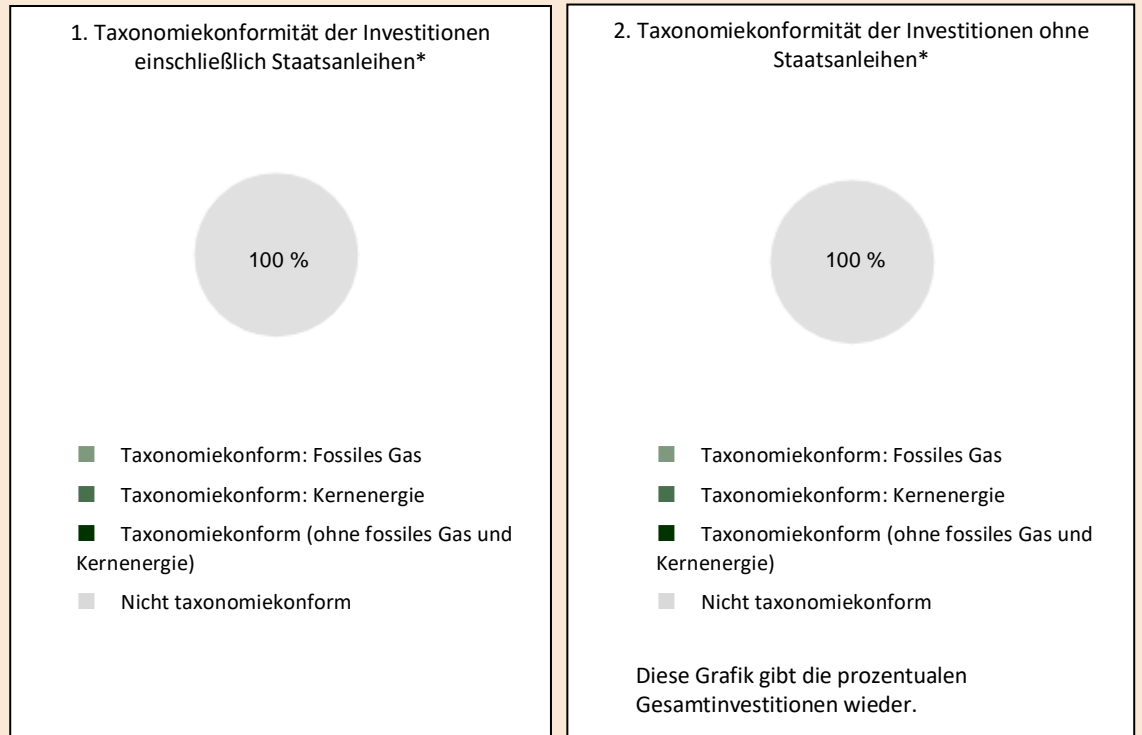 1. Taxonomiekonformität der Investitionen
einschließlich Staatsanleihen*
100 %
Taxonomiekonform: Fossiles Gas
Taxonomiekonform: Kernenergie
Taxonomiekonform (ohne fossiles Gas und
Kernenergie)
Nicht taxonomiekonform
2. Taxonomiekonformität der Investitionen ohne
Staatsanleihen*
100 %
Taxonomiekonform: Fossiles Gas
Taxonomiekonform: Kernenergie
Taxonomiekonform (ohne fossiles Gas und
Kernenergie)
Nicht taxonomiekonform
Diese Grafik gibt die prozentualen
Gesamtinvestitionen wieder.